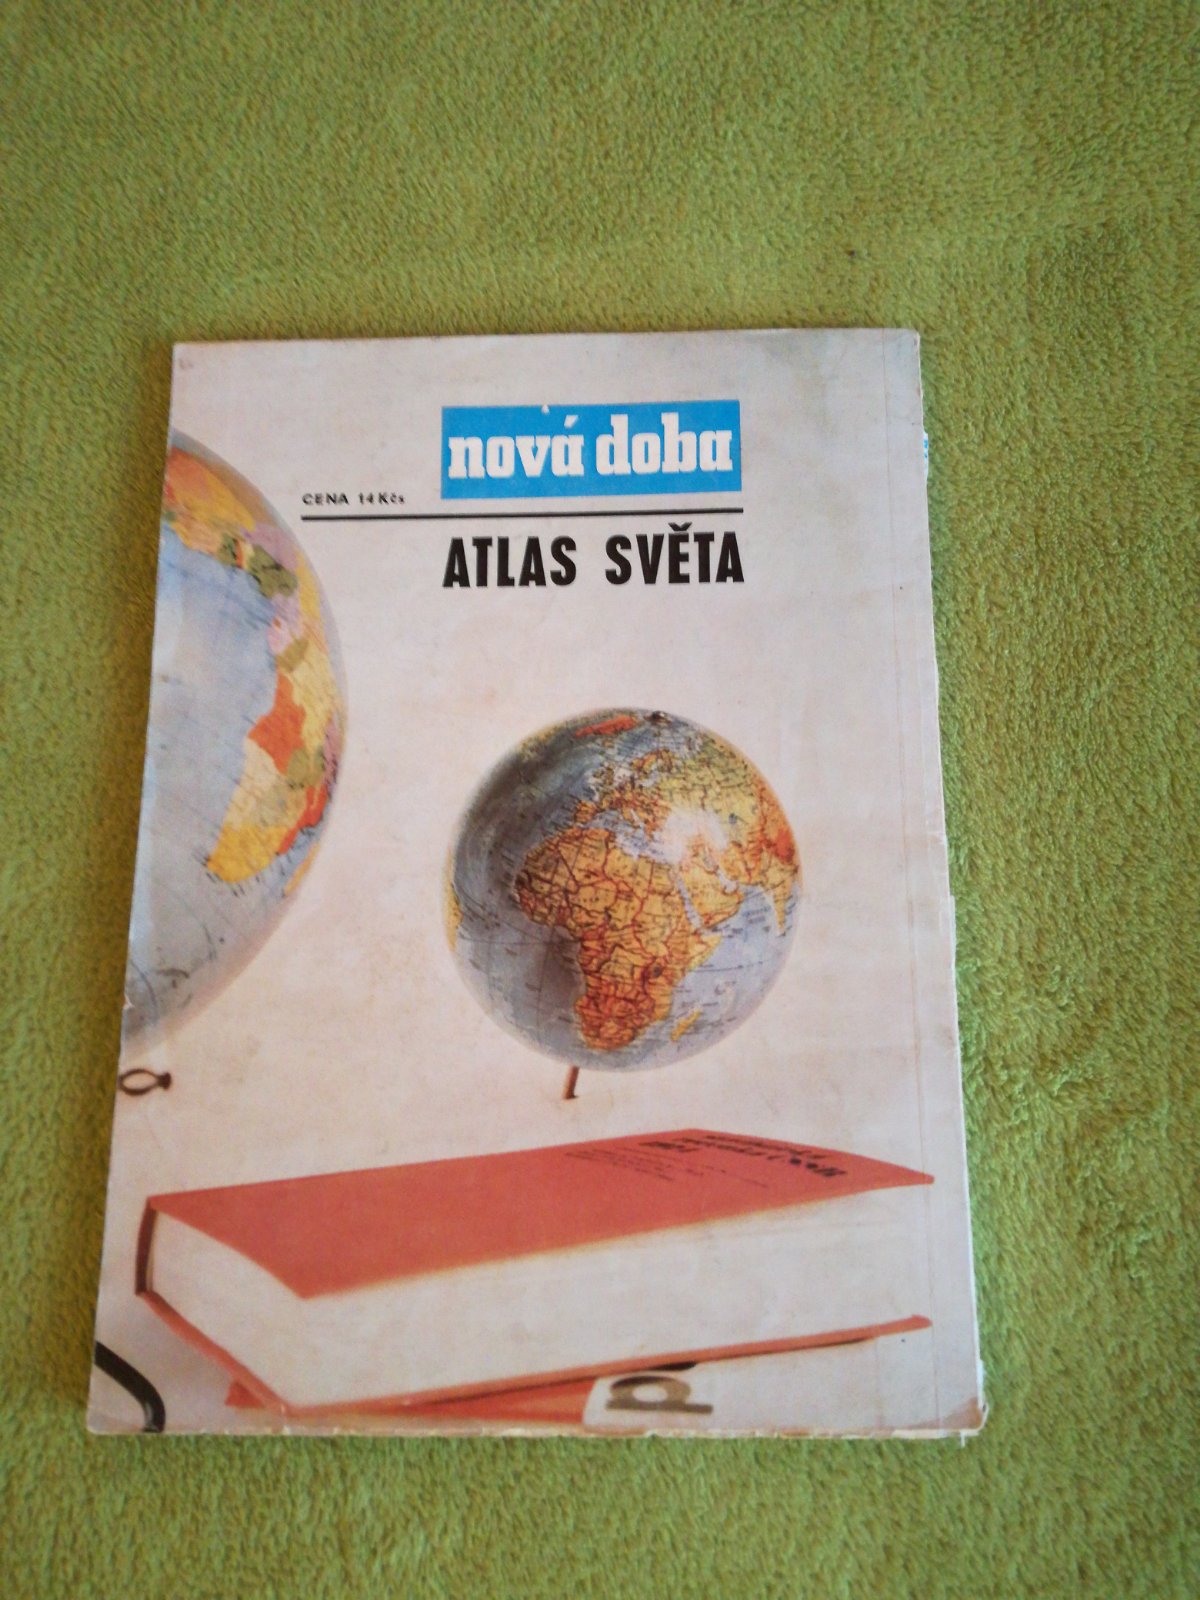 nová doba
CENA 14 Kčs
ATLAS SVĚTA